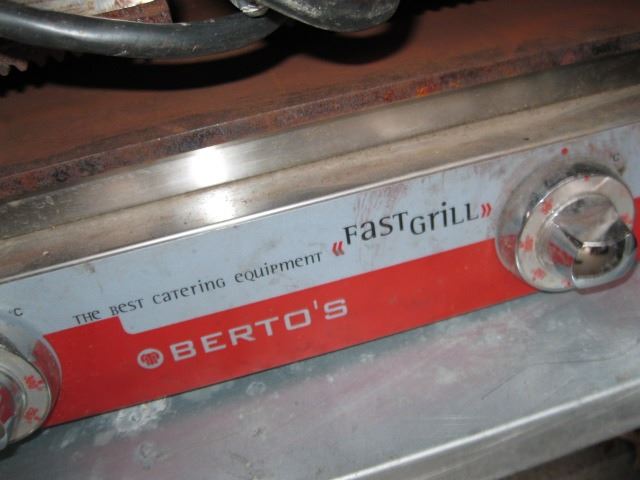 °C
THE BEST CATERING EQUIPMENT «FASTGRILL»
BERTO'S
°C